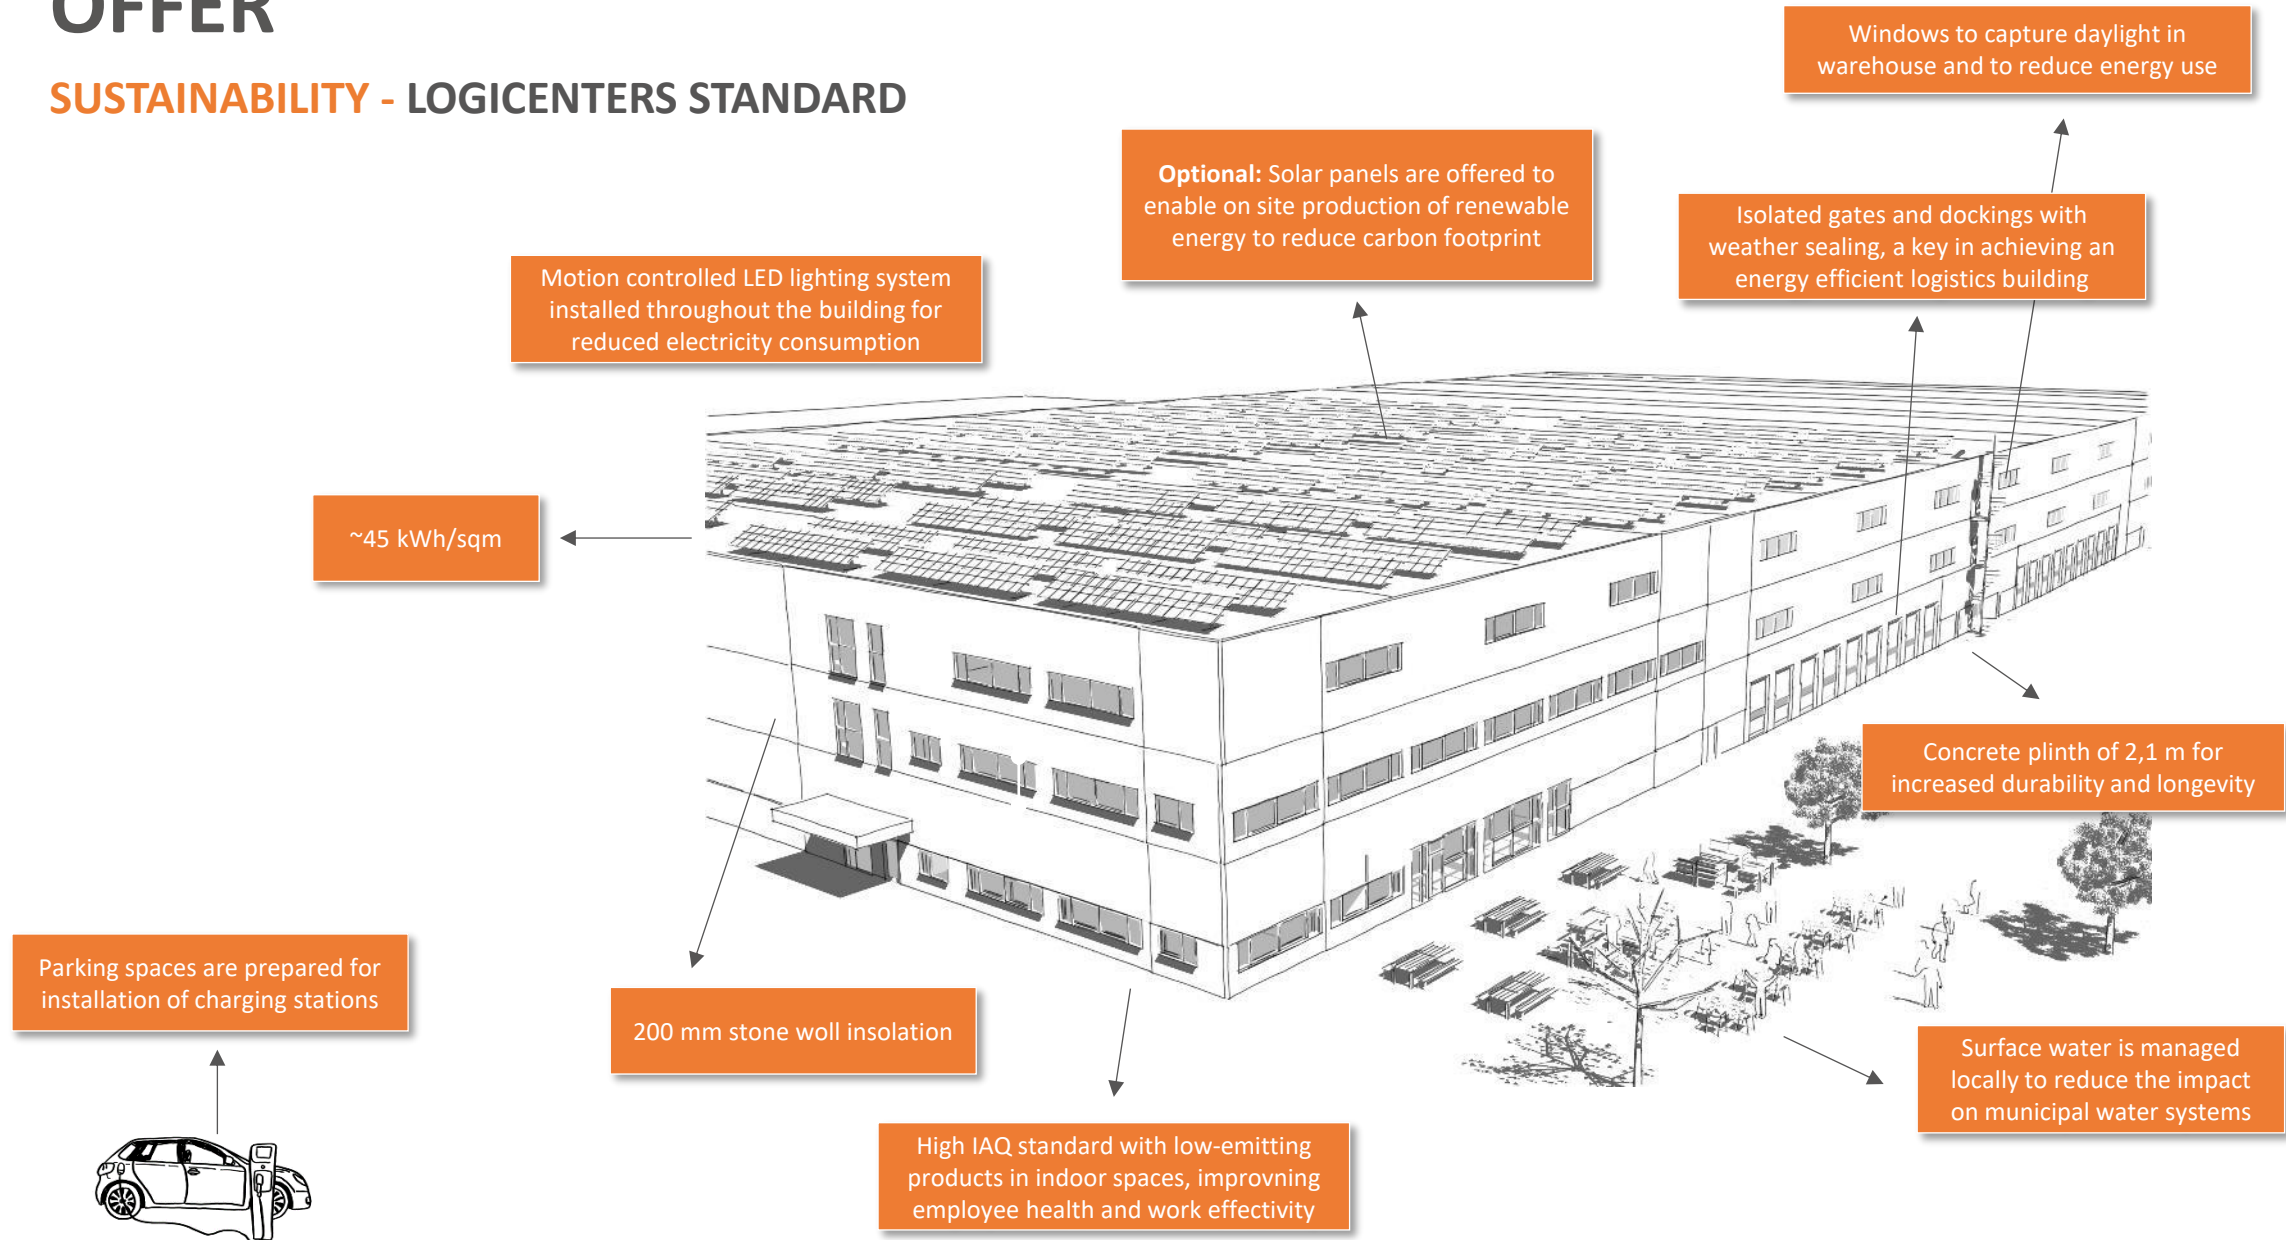 OFFER
SUSTAINABILITY - LOGICENTERS STANDARD
Windows to capture daylight in
warehouse and to reduce energy use
Optional: Solar panels are offered to
enable on site production of renewable
energy to reduce carbon footprint
Isolated gates and dockings with
weather sealing, a key in achieving an
energy efficient logistics building
Motion controlled LED lighting system
installed throughout the building for
reduced electricity consumption
~45 kWh/sqm
Concrete plinth of 2,1 m for
increased durability and longevity
Parking spaces are prepared for
installation of charging stations
200 mm stone woll insolation
Surface water is managed
locally to reduce the impact
on municipal water systems
High IAQ standard with low-emitting
products in indoor spaces, improvning
employee health and work effectivity